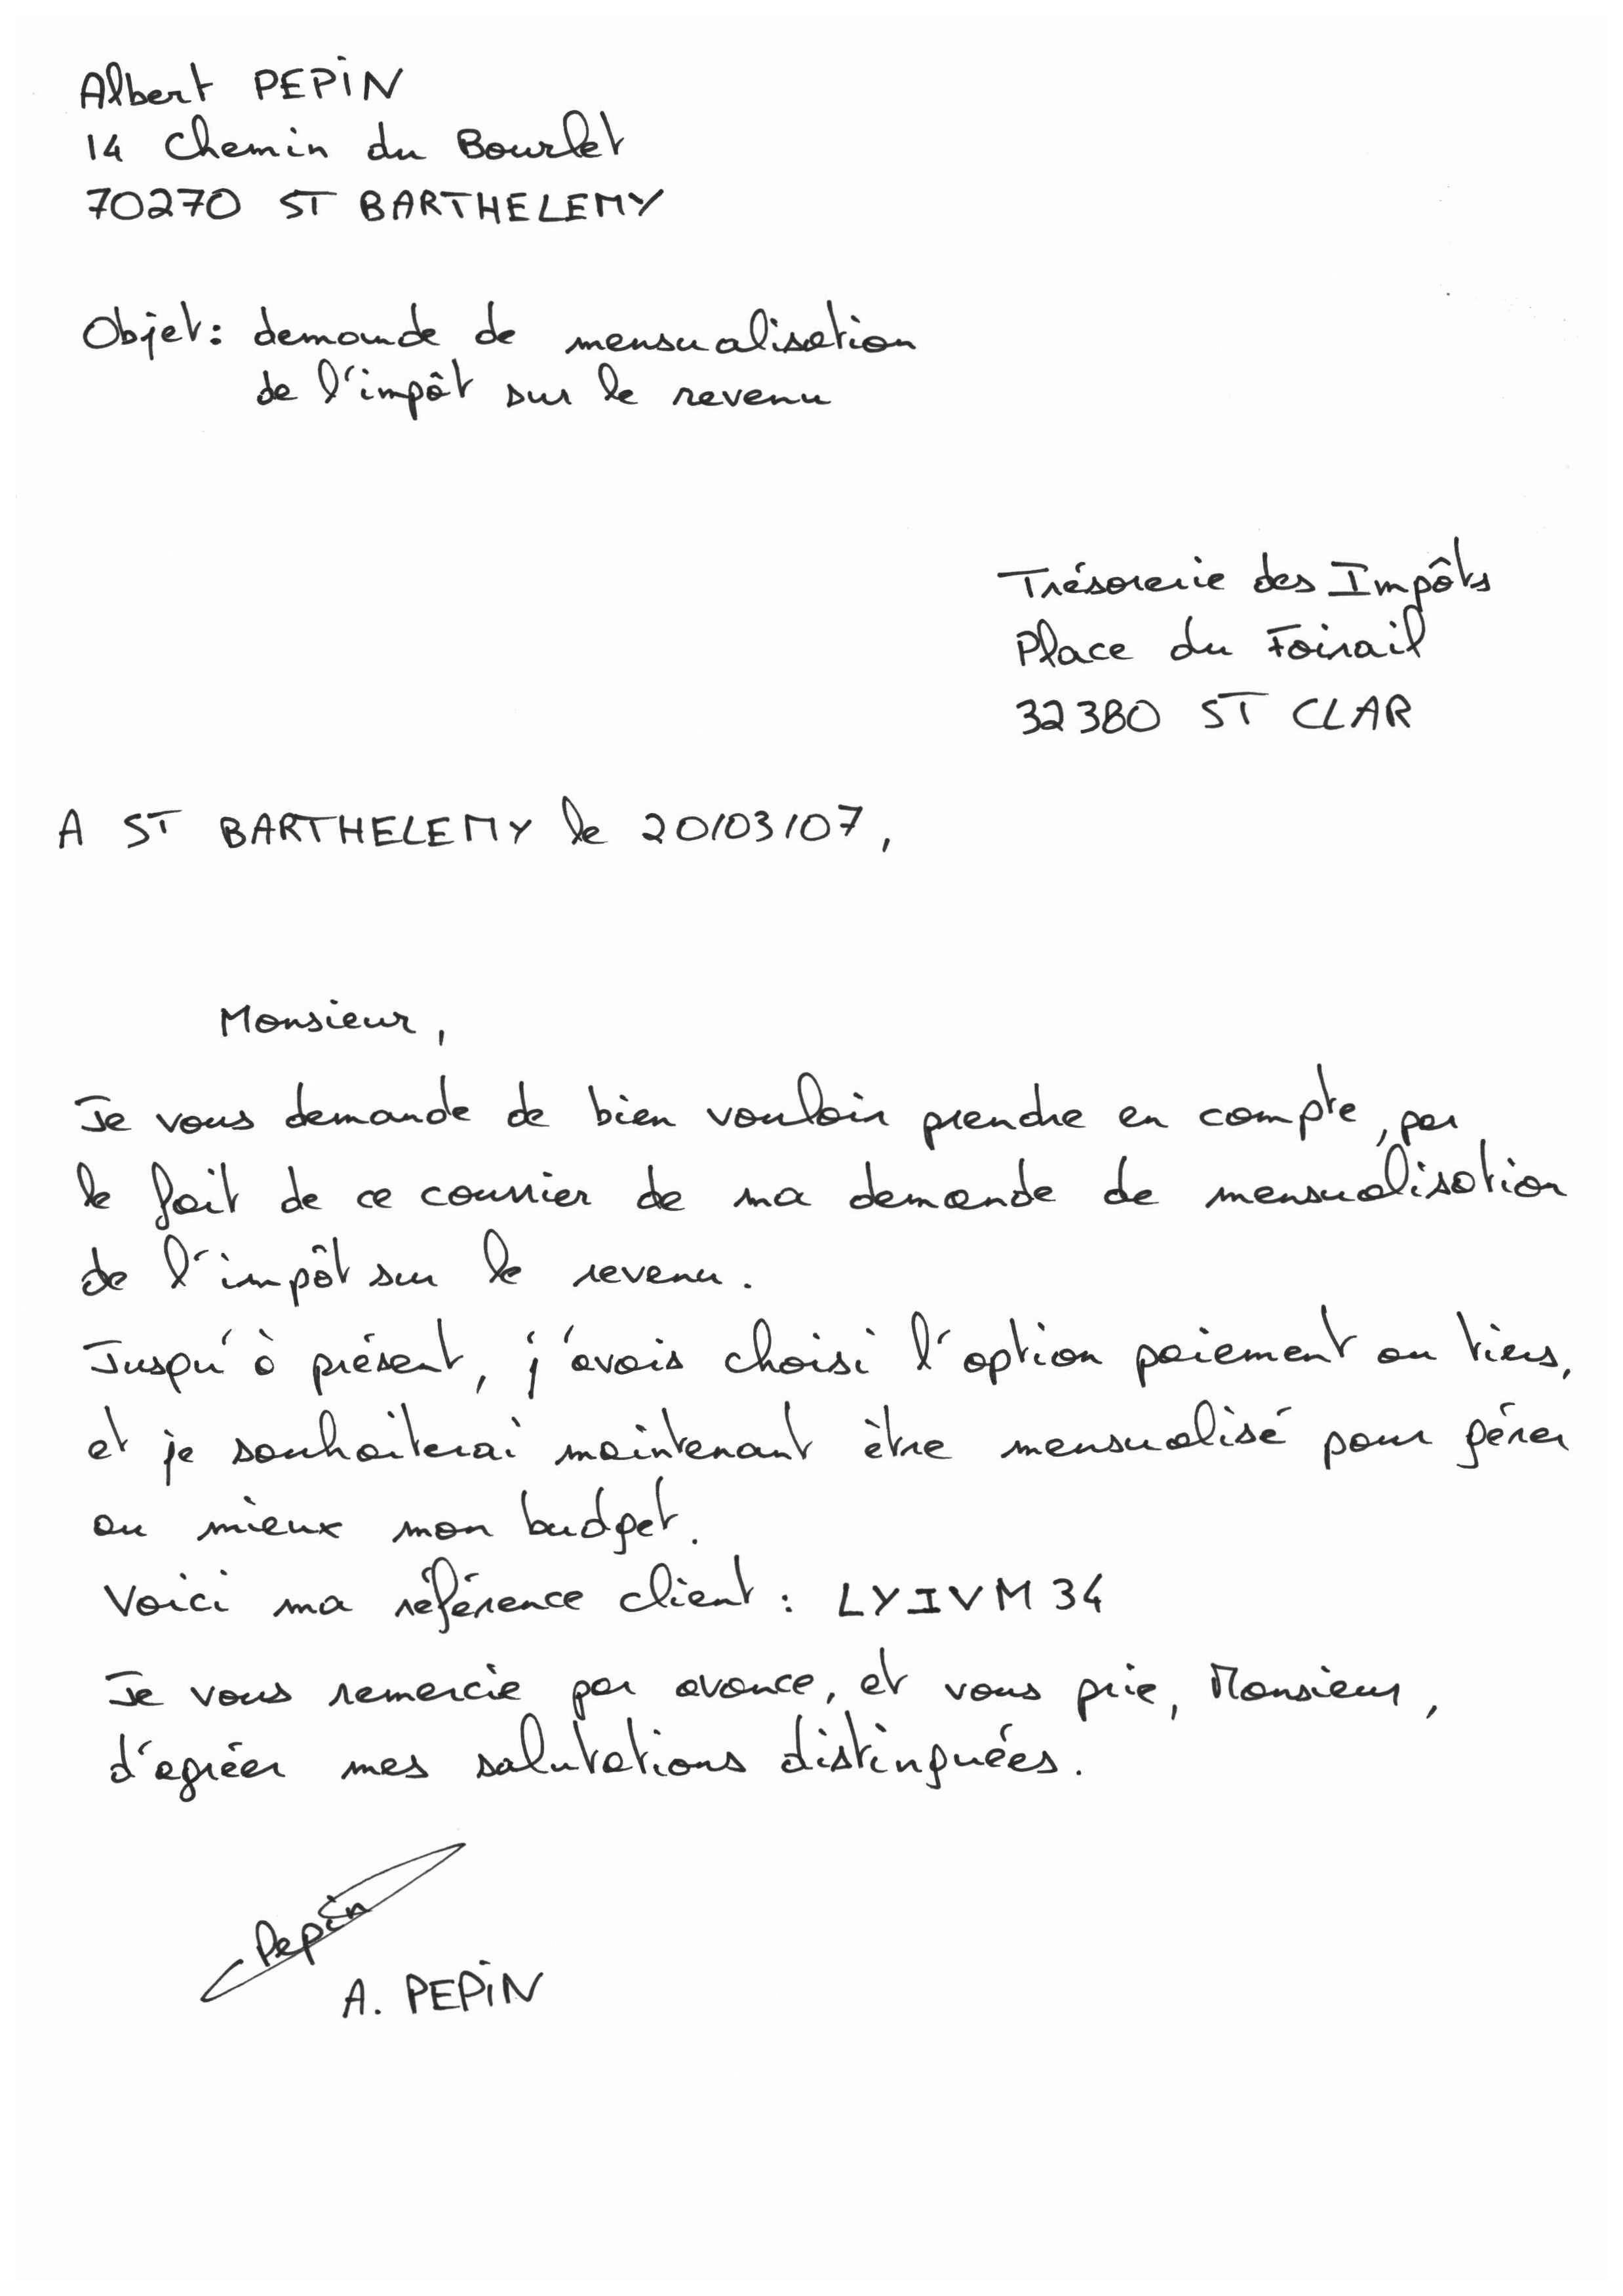 Albert PEPIN
14 Chemin du Bourlet
70270 ST BARTHELEMY
Objet: demande de mensualisation
de l'impôt sur le revenu
Trésorerie des Impôts
Place du Foirail
32380 ST CLAR
A ST BARTHELEMY le 20/03/07,
Monsieur,
Je vous demande de bien vouloir prendre en compte, par
le fait de ce courrier de ma demande de mensualisation
de l'impôt sur le revenu.
Jusqu'à présent, j'avais choisi l'option paiement au tiers,
et je souhaiterai maintenant être mensualisé pour gérer
au mieux mon budget.
Voici ma référence client : LYIVM34
Je vous remercie par avance, et vous prie, Monsieur,
d'agréer mes salutations distinguées.
Pepin
A. PEPIN